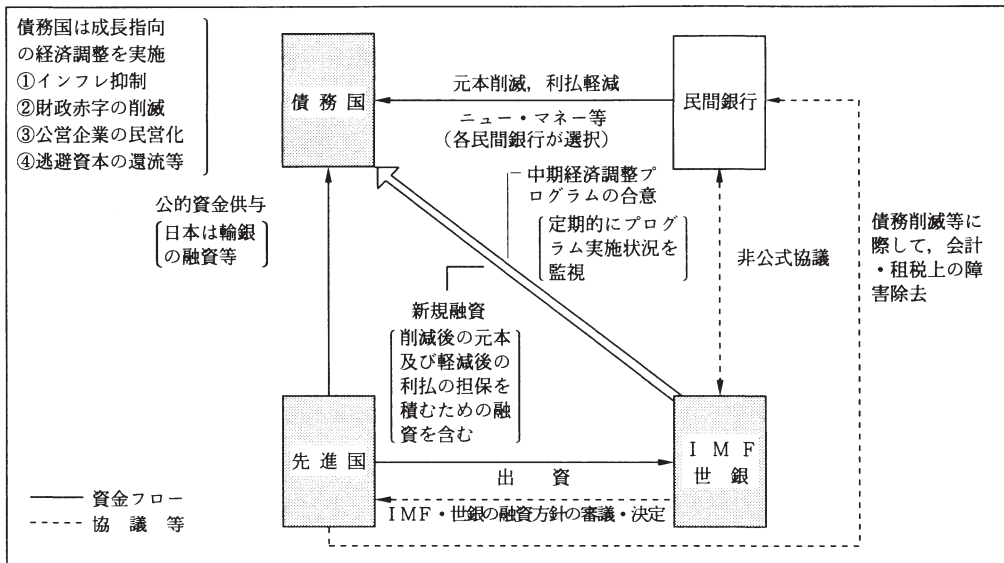 債務国は成長指向
の経済調整を実施
①インフレ抑制
②財政赤字の削減
③公営企業の民営化
④逃避資本の還流等
債務国
元本削減，利払軽減
ニュー・マネー等
（各民間銀行が選択）
民間銀行
中期経済調整プ
ログラムの合意
定期的にプログ
ラム実施状況を
監視
公的資金供与
日本は輸銀
の融資等
非公式協議
債務削減等に
際して，会計
・租税上の障
害除去
新規融資
削減後の元本
及び軽減後の
利払の担保を
積むための融
資を含む
先進国
出資
ＩＭＦ
世銀
ＩＭＦ・世銀の融資方針の審議・決定
資金フロー
協議等